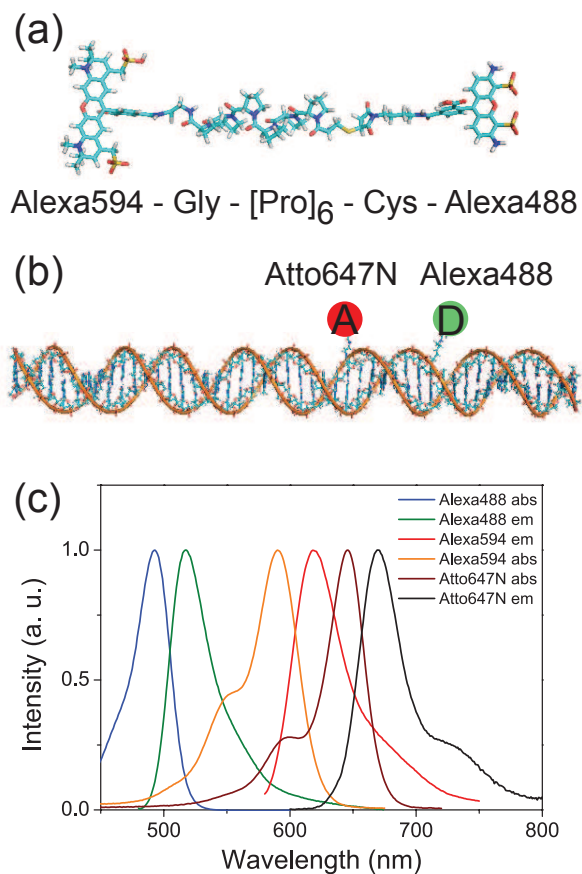 (a)
Alexa594 - Gly - [Pro]6 - Cys - Alexa488
(b)
Atto647N Alexa488
A D
(c)
Alexa488 abs
Alexa488 em
Alexa594 em
Alexa594 abs
Atto647N abs
Atto647N em
1.0
0.5
0.0
Intensity (a. u.)
500 600 700 800
Wavelength (nm)